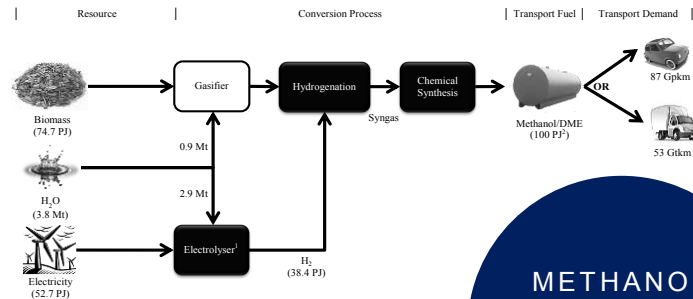 | Resource | Conversion Process | Transport Fuel | Transport Demand |
Gasifier
Hydrogenation
Chemical
Synthesis
Syngas
Biomass
(74.7 PJ)
0.9 Mt
H₂O
(3.8 Mt)
2.9 Mt
Electrolyser¹
H₂
(38.4 PJ)
Electricity
(52.7 PJ)
Methanol/DME
(100 PJ²)
OR
87 Gpkm
53 Gtkm
METHANO